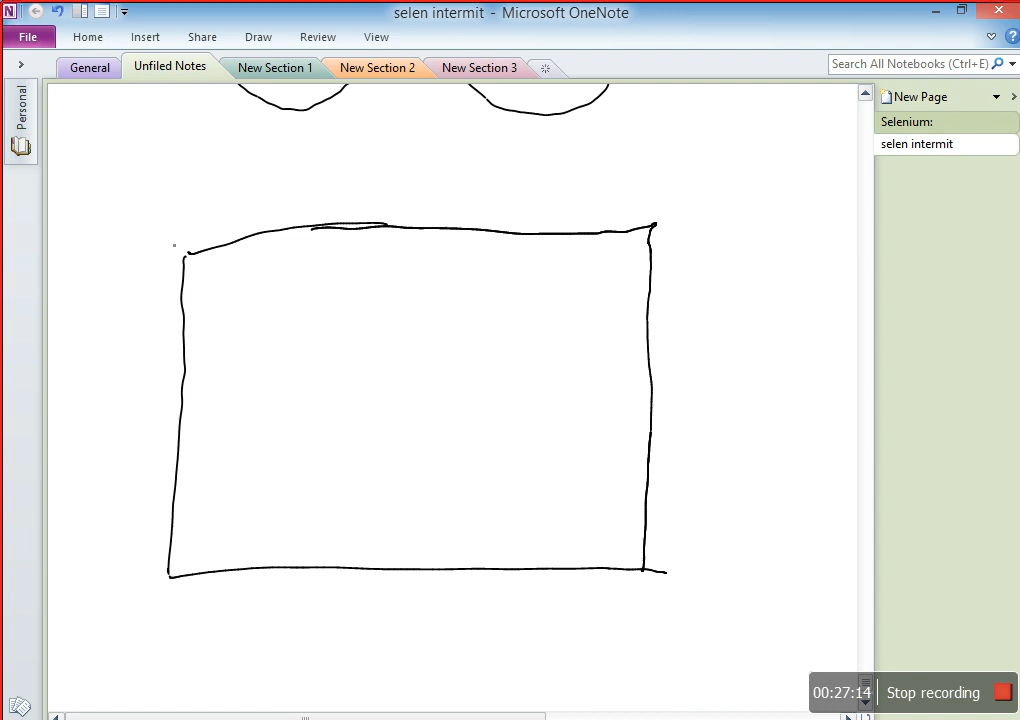 selen intermit - Microsoft OneNote
File Home Insert Share Draw Review View
General Unfiled Notes New Section 1 New Section 2 New Section 3 Search All Notebooks (Ctrl+E)
Personal
New Page
Selenium:
selen intermit
00:27:14 Stop recording